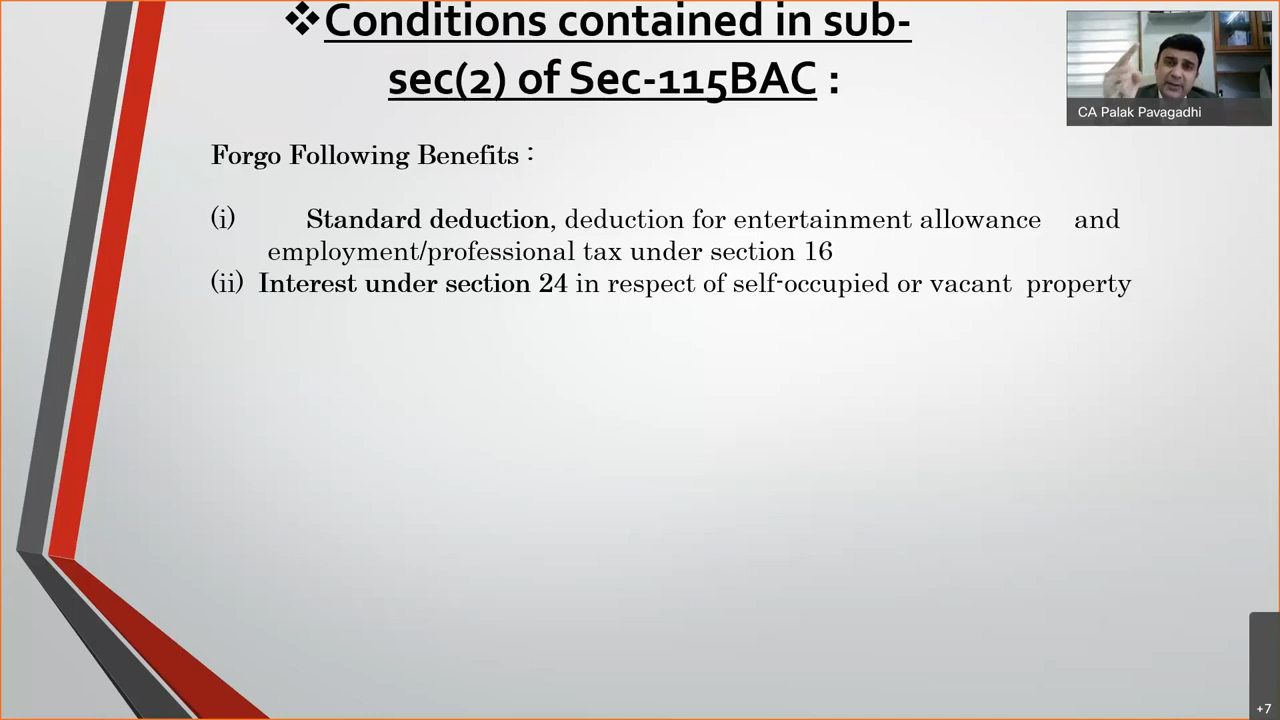 ❖Conditions contained in sub-
sec(2) of Sec-115BAC :
CA Palak Pavagadhi
Forgo Following Benefits :
(i) Standard deduction, deduction for entertainment allowance and
employment/professional tax under section 16
(ii) Interest under section 24 in respect of self-occupied or vacant property
+7